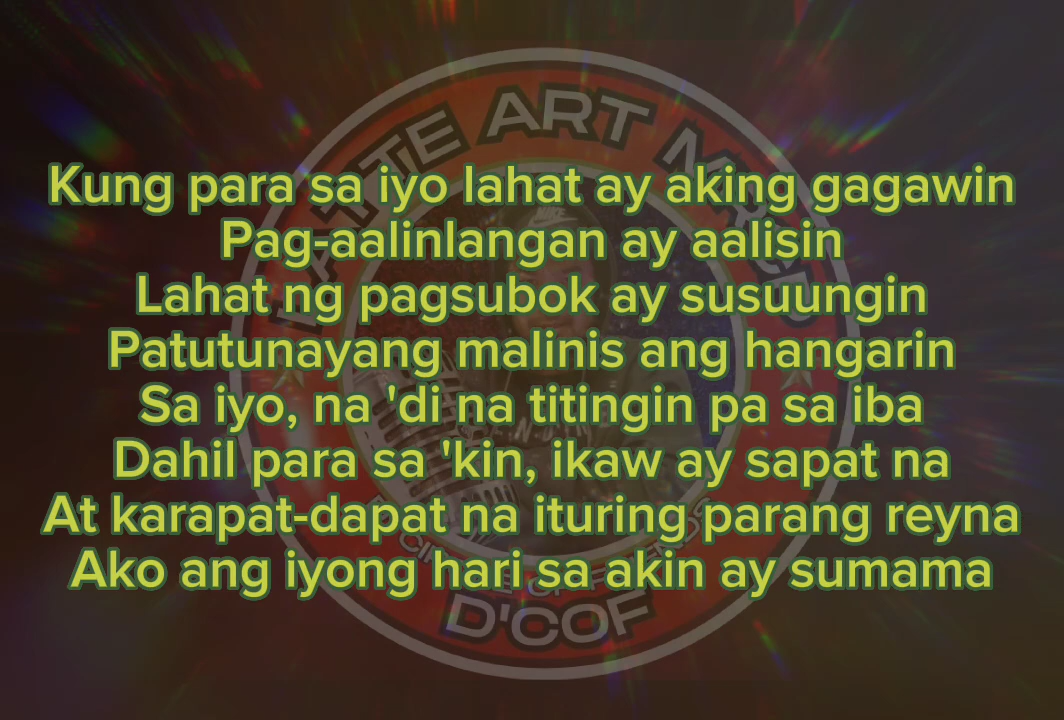 Kung para sa iyo lahat ay aking gagawin
Pag-aalinlangan ay aalisin
Lahat ng pagsubok ay susuungin
Patutunayang malinis ang hangarin
Sa iyo, na 'di na titingin pa sa iba
Dahil para sa 'kin, ikaw ay sapat na
At karapat-dapat na ituring parang reyna
Ako ang iyong hari sa akin ay sumama
ART
D'COF